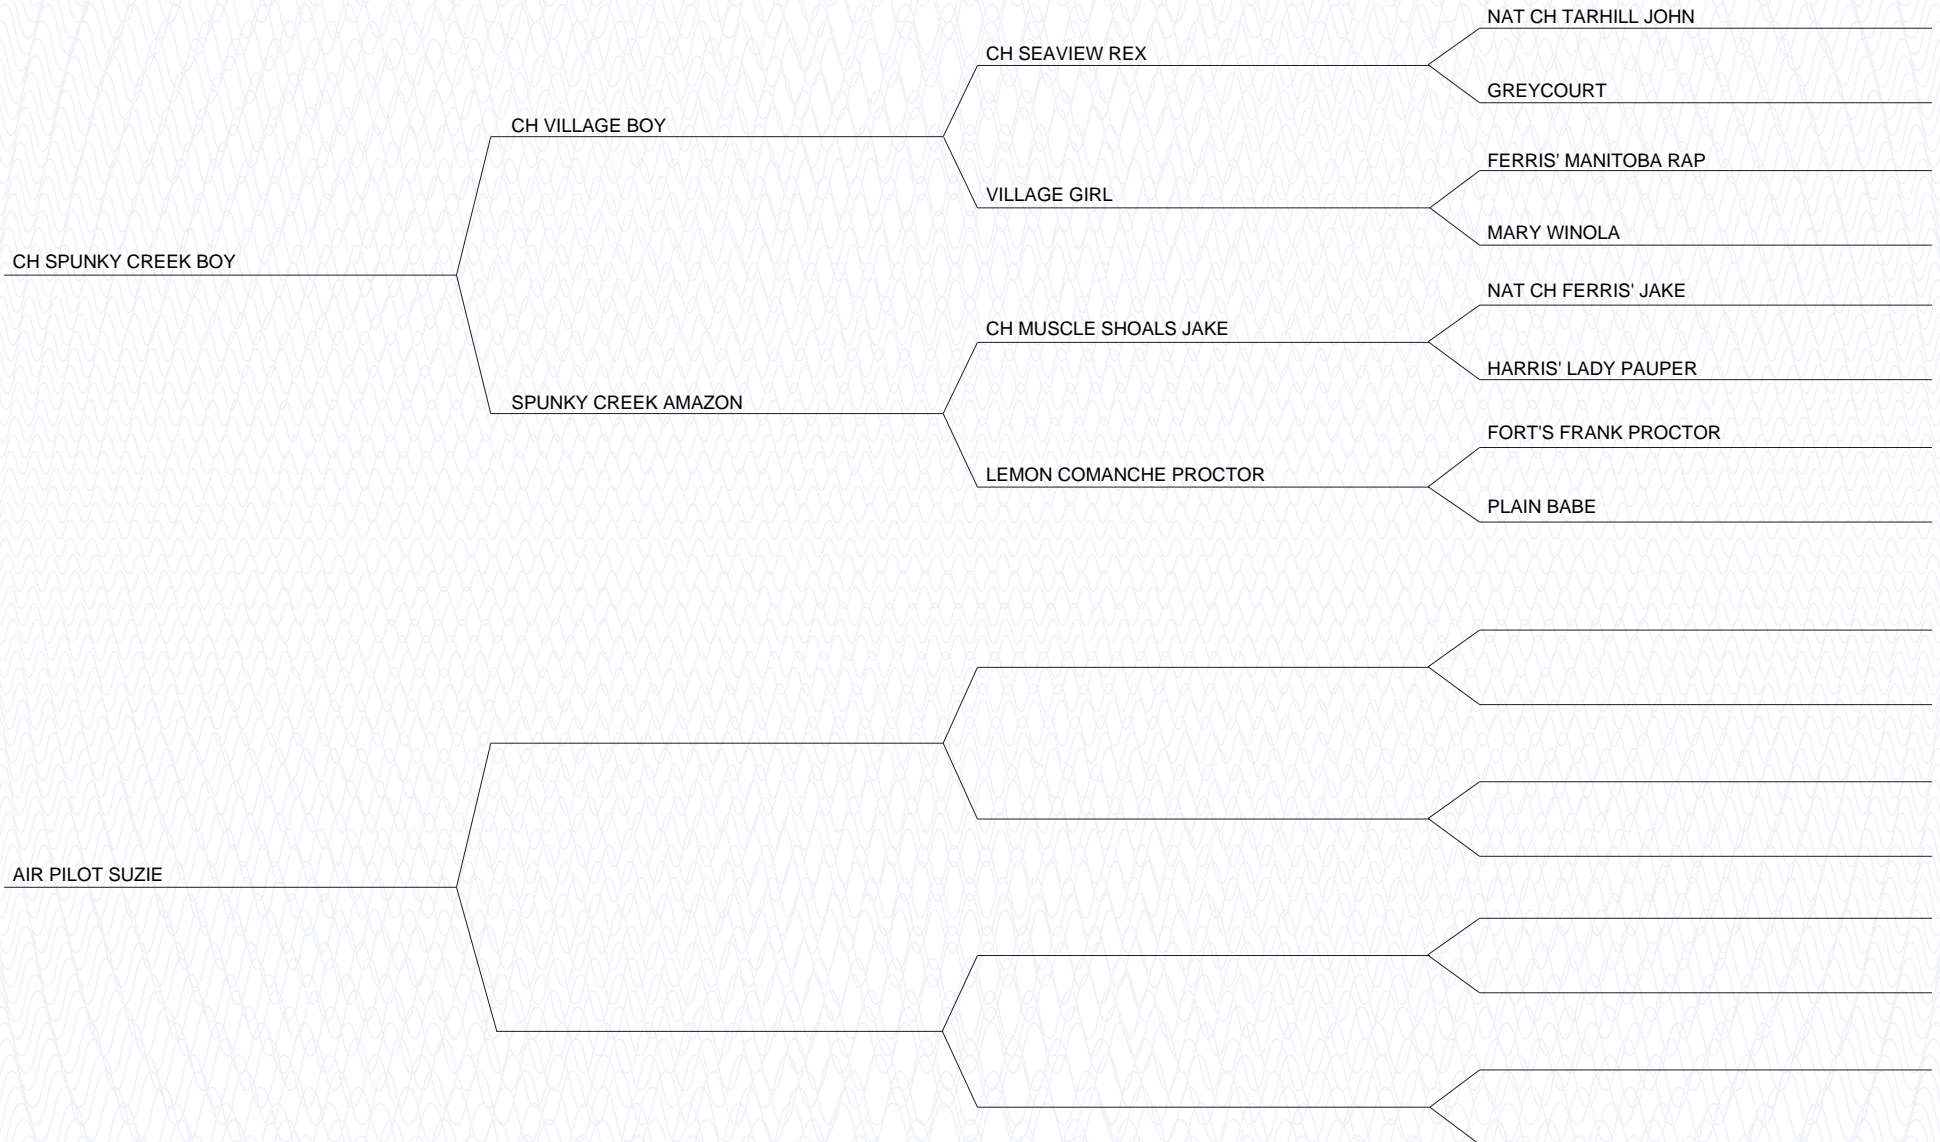 NAT CH TARHILL JOHN
CH SEAVIEW REX
GREYCOURT
CH VILLAGE BOY
FERRIS' MANITOBA RAP
VILLAGE GIRL
MARY WINOLA
CH SPUNKY CREEK BOY
NAT CH FERRIS' JAKE
CH MUSCLE SHOALS JAKE
HARRIS' LADY PAUPER
SPUNKY CREEK AMAZON
FORT'S FRANK PROCTOR
LEMON COMANCHE PROCTOR
PLAIN BABE
AIR PILOT SUZIE